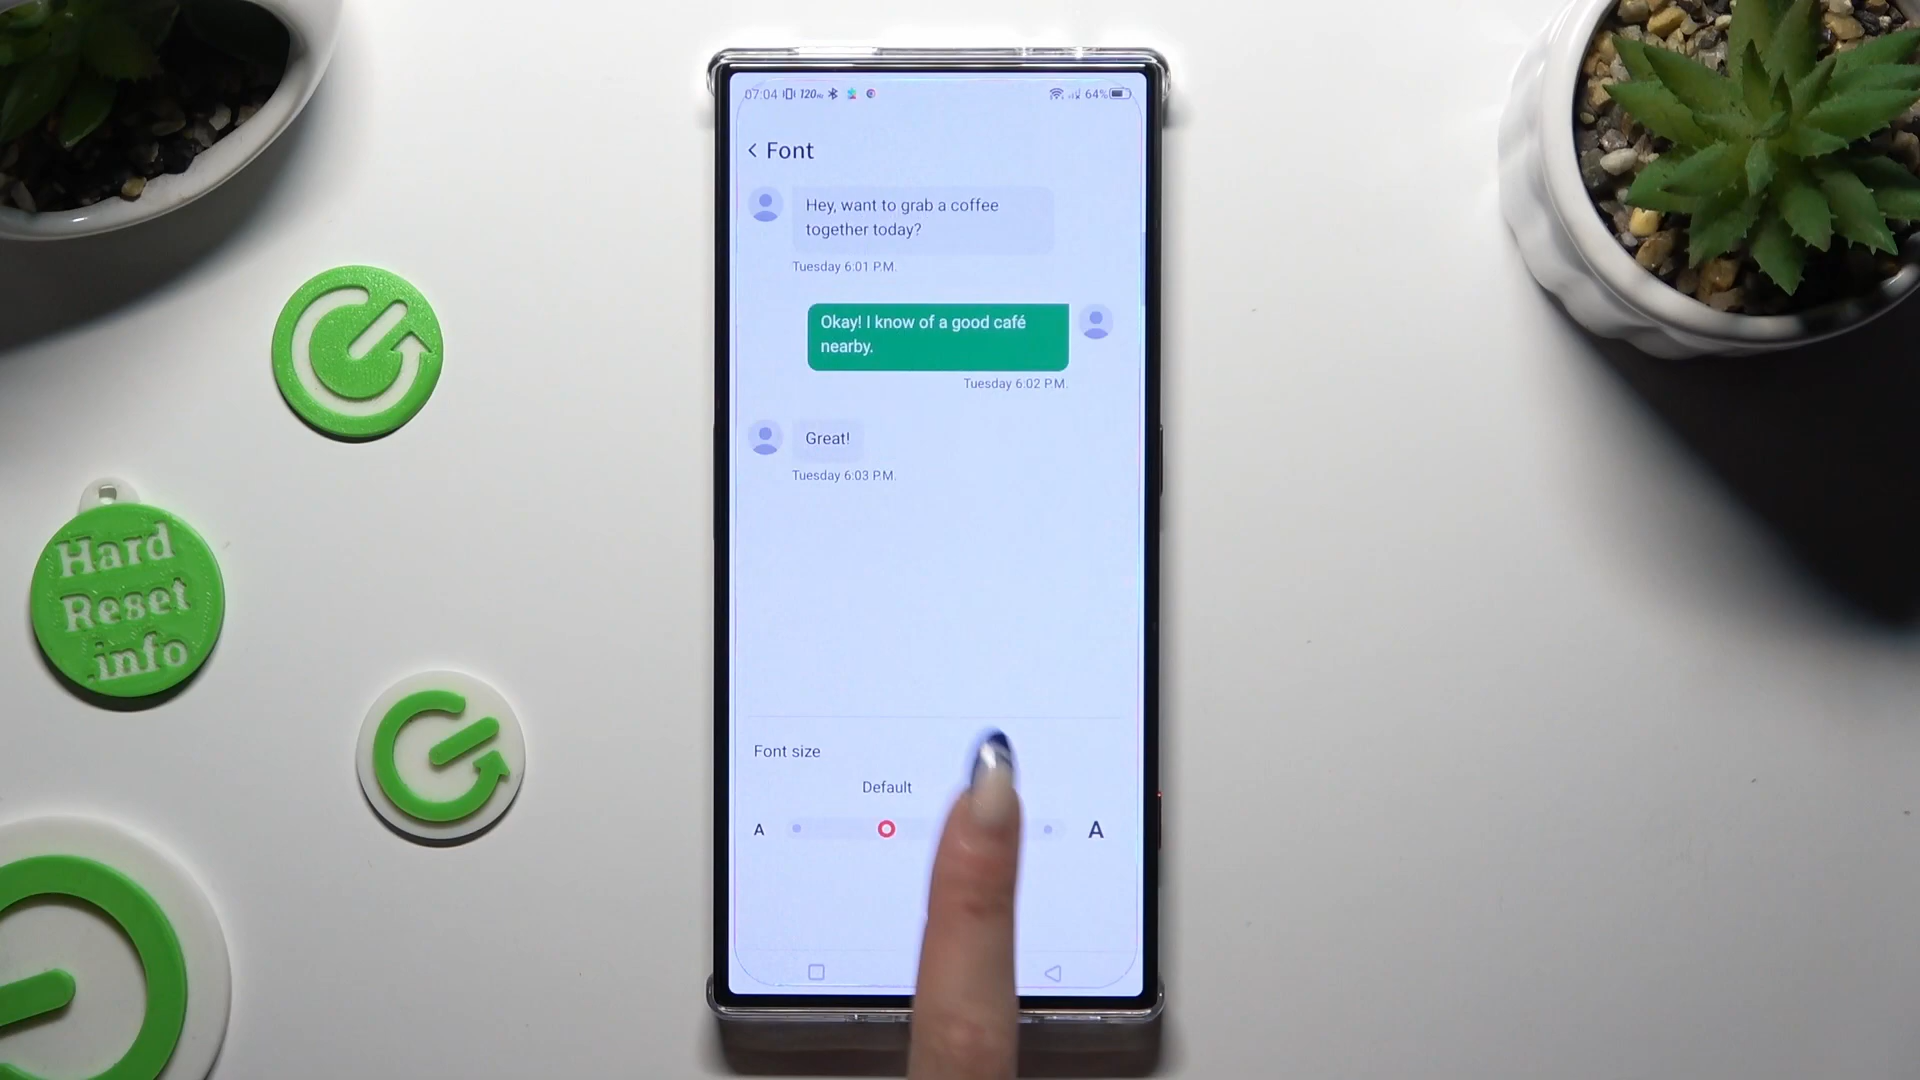 07:04 120Hz 64%
Font
Hey, want to grab a coffee
together today?
Tuesday 6:01 P.M.
Okay! I know of a good café
nearby.
Tuesday 6:02 P.M.
Great!
Tuesday 6:03 P.M.
Font size
Default
A A
Hard
Reset
.info